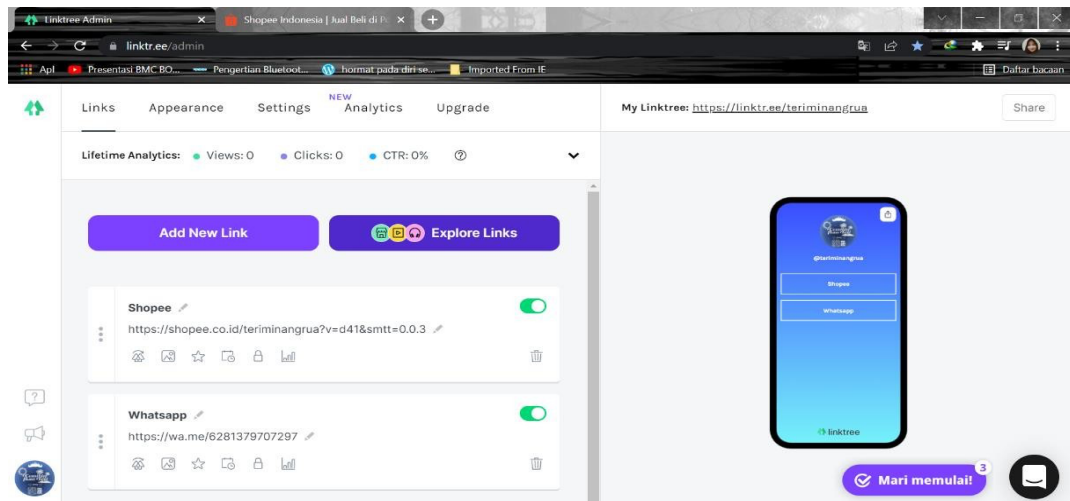 Linktree Admin
Shopee Indonesia | Jual Beli di P
linktr.ee/admin
Apl
Presentasi BMC BO...
Pengertian Bluetoot...
hormat pada diri se...
Imported From IE
Daftar bacaan
Links
Appearance
Settings
NEW
Analytics
Upgrade
My Linktree: https://linktr.ee/teriminangrua
Share
Lifetime Analytics:
Views: 0
Clicks: 0
CTR: 0%
Add New Link
Explore Links
Shopee
https://shopee.co.id/teriminangrua?v=d41&smtt=0.0.3
Whatsapp
https://wa.me/6281379707297
@teriminangrua
Shopee
Whatsapp
linktree
Mari memulai!
3